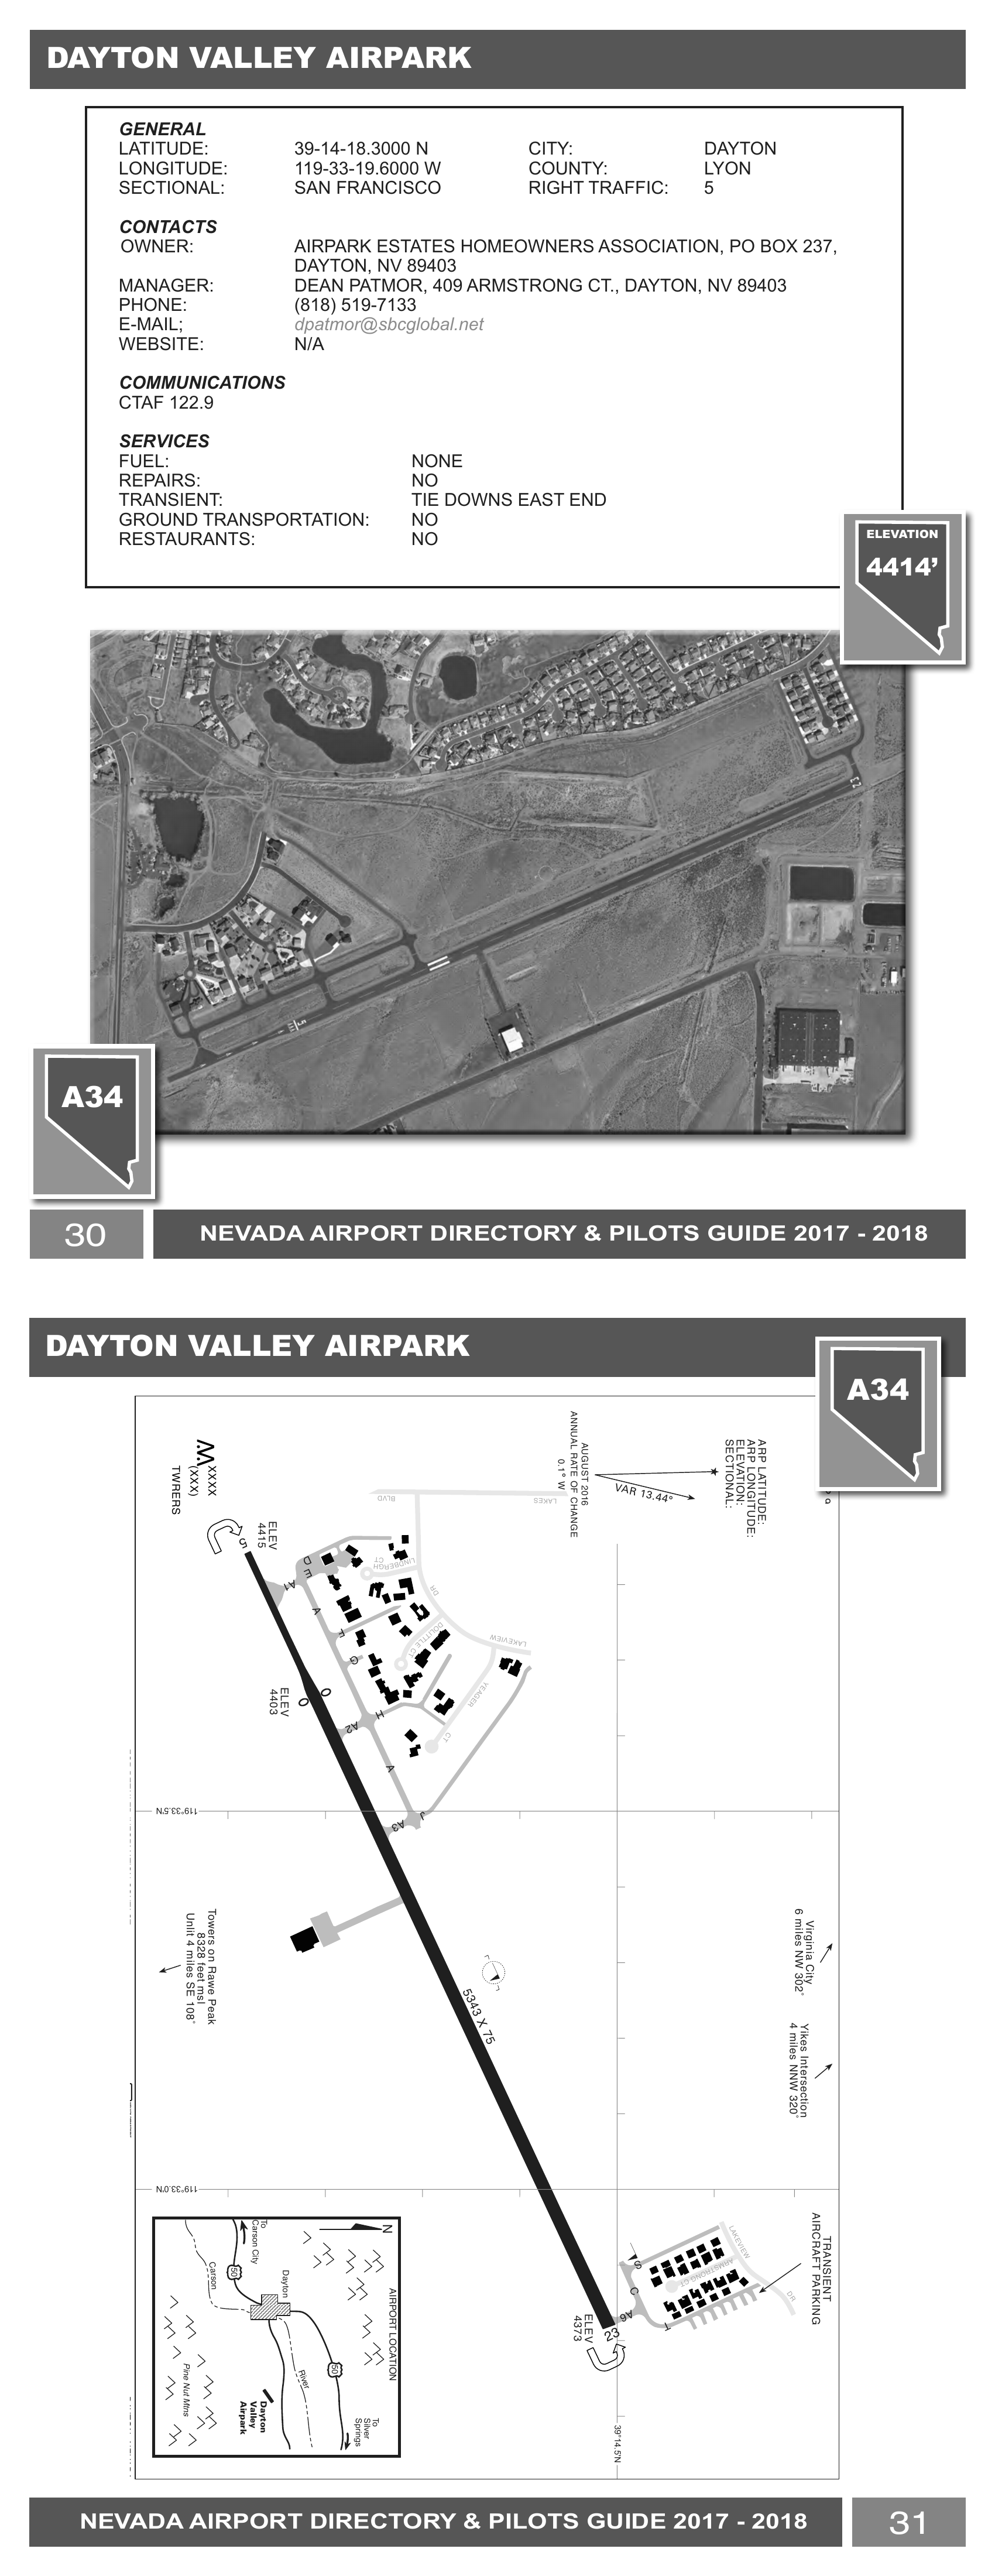 DAYTON VALLEY AIRPARK
GENERAL
LATITUDE: 39-14-18.3000 N CITY: DAYTON
LONGITUDE: 119-33-19.6000 W COUNTY: LYON
SECTIONAL: SAN FRANCISCO RIGHT TRAFFIC: 5
CONTACTS
OWNER: AIRPARK ESTATES HOMEOWNERS ASSOCIATION, PO BOX 237,
DAYTON, NV 89403
MANAGER: DEAN PATMOR, 409 ARMSTRONG CT., DAYTON, NV 89403
PHONE: (818) 519-7133
E-MAIL; dpatmor@sbcglobal.net
WEBSITE: N/A
COMMUNICATIONS
CTAF 122.9
SERVICES
FUEL: NONE
REPAIRS: NO
TRANSIENT: TIE DOWNS EAST END
GROUND TRANSPORTATION: NO
RESTAURANTS: NO
ELEVATION
4414'
A34
30
NEVADA AIRPORT DIRECTORY & PILOTS GUIDE 2017 - 2018
DAYTON VALLEY AIRPARK
A34
ARP LATITUDE:
ARP LONGITUDE:
ELEVATION:
SECTIONAL:
VAR 13.44°
AUGUST 2016
ANNUAL RATE OF CHANGE
0.1° W
XXXX
(XXX)
TWRERS
LAKES
BLVD
ELEV
4415
5
A1
D
E
A
F
G
H
A2
A
J
A3
LINDBERGH
CT
DR
DOLITTLE CT
LAKEVIEW
YEAGER
CT
ELEV
4403
119°33.5'N
Towers on Rawe Peak
8328 feet msl
Unlit 4 miles SE 108°
5343 X 75
Virginia City
6 miles NW 302°
Yikes Intersection
4 miles NNW 320°
119°33.0'N
TRANSIENT
AIRCRAFT PARKING
LAKEVIEW
DR
ARMSTRONG CT
S
C
A6
T
23
ELEV
4373
39°14.5'N
N
AIRPORT LOCATION
To
Carson City
50
Carson
Dayton
River
50
To
Silver
Springs
Pine Nut Mtns
Dayton
Valley
Airpark
NEVADA AIRPORT DIRECTORY & PILOTS GUIDE 2017 - 2018
31